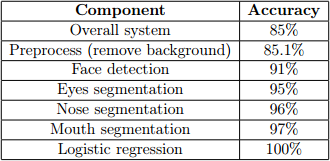 Component Accuracy
Overall system 85%
Preprocess (remove background) 85.1%
Face detection 91%
Eyes segmentation 95%
Nose segmentation 96%
Mouth segmentation 97%
Logistic regression 100%